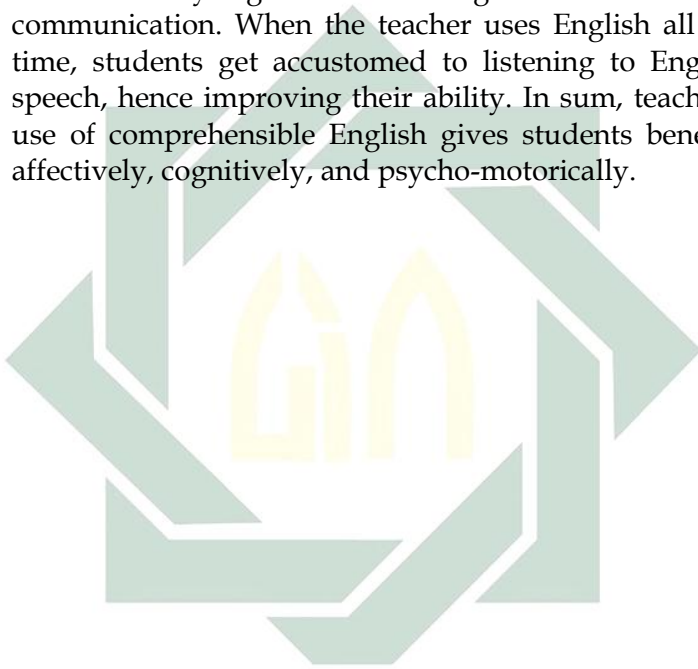 communication. When the teacher uses English all
time, students get accustomed to listening to Eng
speech, hence improving their ability. In sum, teach
use of comprehensible English gives students bene
affectively, cognitively, and psycho-motorically.